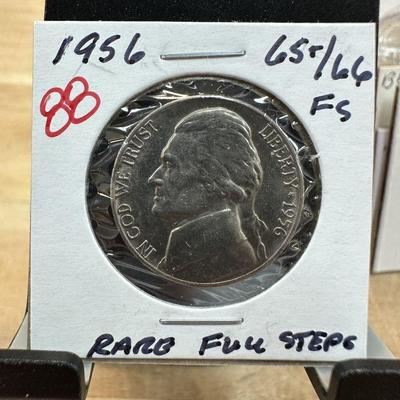 1956 65+/66
88 FS
IN GOD WE TRUST LIBERTY * 1956
RARE FULL STEPS